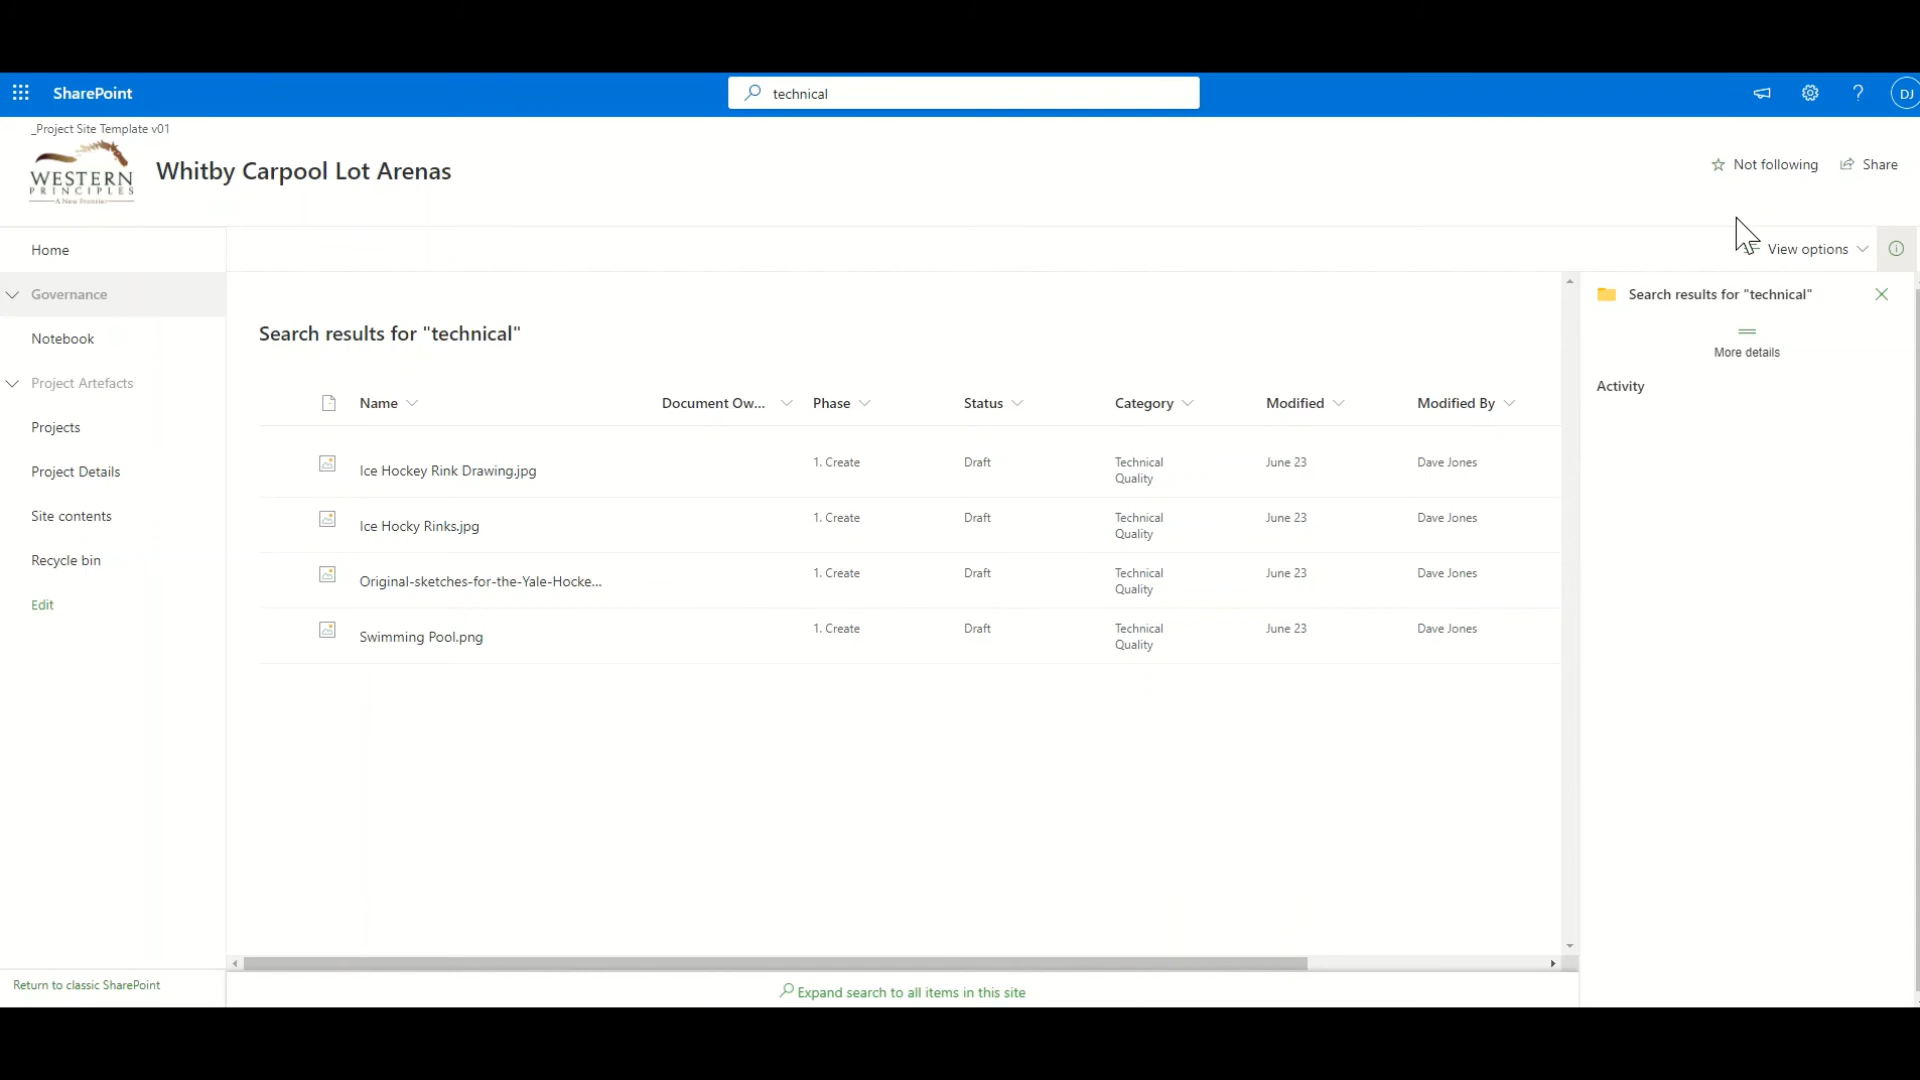 SharePoint
technical
DJ
_Project Site Template v01
WESTERN
PRINCIPLES
A New Frontier
Whitby Carpool Lot Arenas
Not following
Share
Home
View options
Governance
Notebook
Project Artefacts
Projects
Project Details
Site contents
Recycle bin
Edit
Return to classic SharePoint
Search results for "technical"
Name
Document Ow...
Phase
Status
Category
Modified
Modified By
Ice Hockey Rink Drawing.jpg
1. Create
Draft
Technical
Quality
June 23
Dave Jones
Ice Hocky Rinks.jpg
1. Create
Draft
Technical
Quality
June 23
Dave Jones
Original-sketches-for-the-Yale-Hocke...
1. Create
Draft
Technical
Quality
June 23
Dave Jones
Swimming Pool.png
1. Create
Draft
Technical
Quality
June 23
Dave Jones
Expand search to all items in this site
Search results for "technical"
More details
Activity